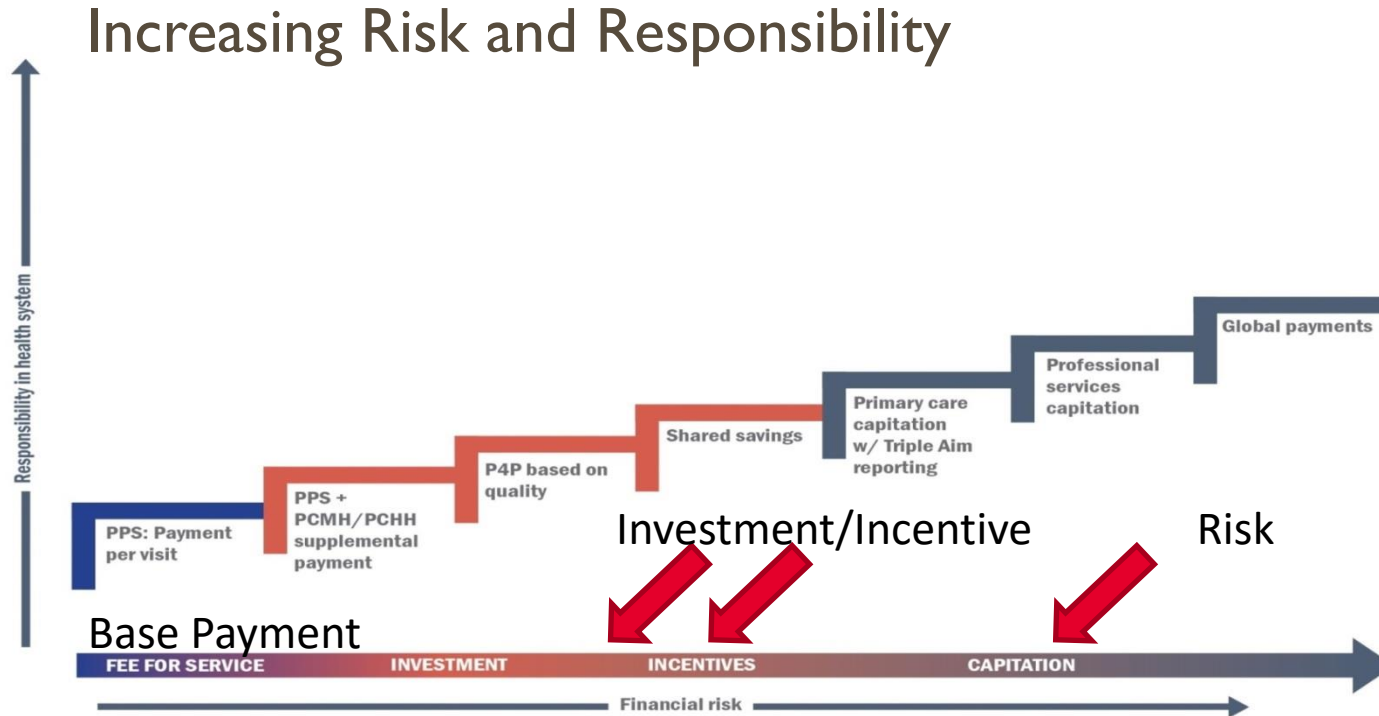 Increasing Risk and Responsibility
Responsibility in health system
Global payments
Professional
services
capitation
Primary care
capitation
w/ Triple Aim
reporting
Shared savings
P4P based on
quality
PPS +
PCMH/PCHH
supplemental
payment
PPS: Payment
per visit
Investment/Incentive
Risk
Base Payment
FEE FOR SERVICE
INVESTMENT
INCENTIVES
CAPITATION
Financial risk